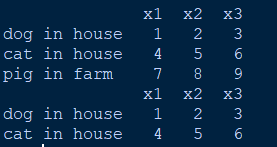 x1 x2 x3
dog in house 1 2 3
cat in house 4 5 6
pig in farm 7 8 9
x1 x2 x3
dog in house 1 2 3
cat in house 4 5 6